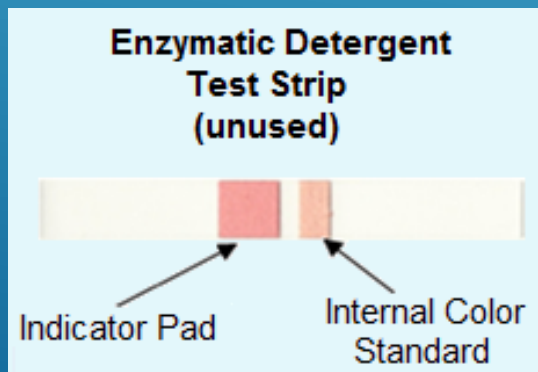 Enzymatic Detergent
Test Strip
(unused)
Indicator Pad
Internal Color
Standard